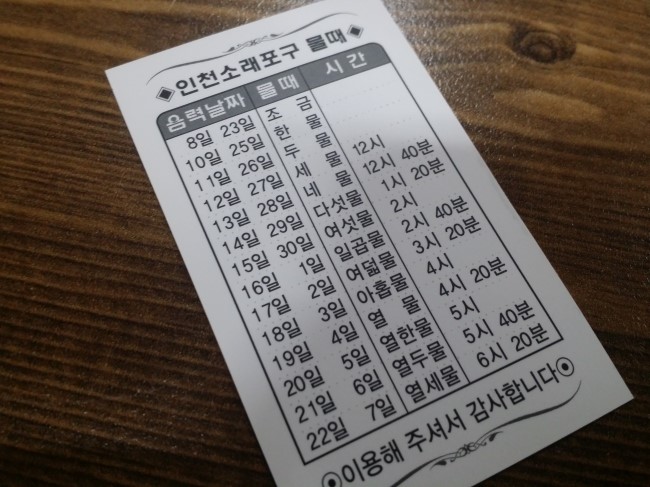 ◆인천소래포구 물때◆
음력날짜 물때 시간
8일 23일 조금
10일 25일 한물
11일 26일 두물
12일 27일 세물 12시
13일 28일 네물 12시 40분
14일 29일 다섯물 1시 20분
15일 30일 여섯물 2시
16일 1일 일곱물 2시 40분
17일 2일 여덟물 3시 20분
18일 3일 아홉물 4시
19일 4일 열물 4시 20분
20일 5일 열한물 5시
21일 6일 열두물 5시 40분
22일 7일 열세물 6시 20분
⊙이용해 주셔서 감사합니다⊙